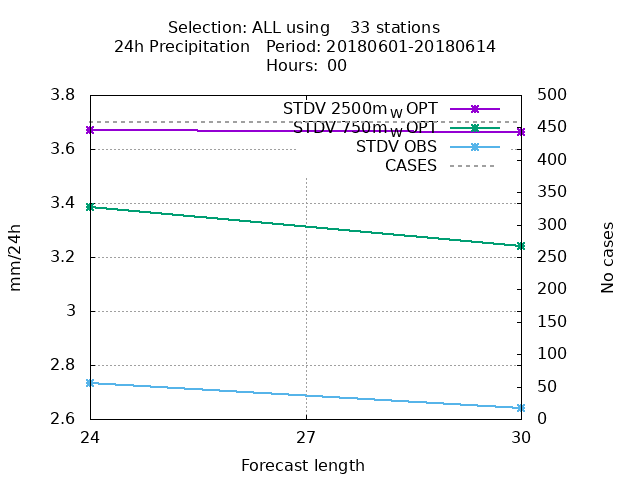 Selection: ALL using    33 stations
24h Precipitation   Period: 20180601-20180614
Hours:  00
3.8
3.6
3.4
3.2
3
2.8
2.6
mm/24h
STDV 2500m_W OPT
STDV 750m_W OPT
STDV OBS
CASES
500
450
400
350
300
250
200
150
100
50
0
No cases
24
27
30
Forecast length